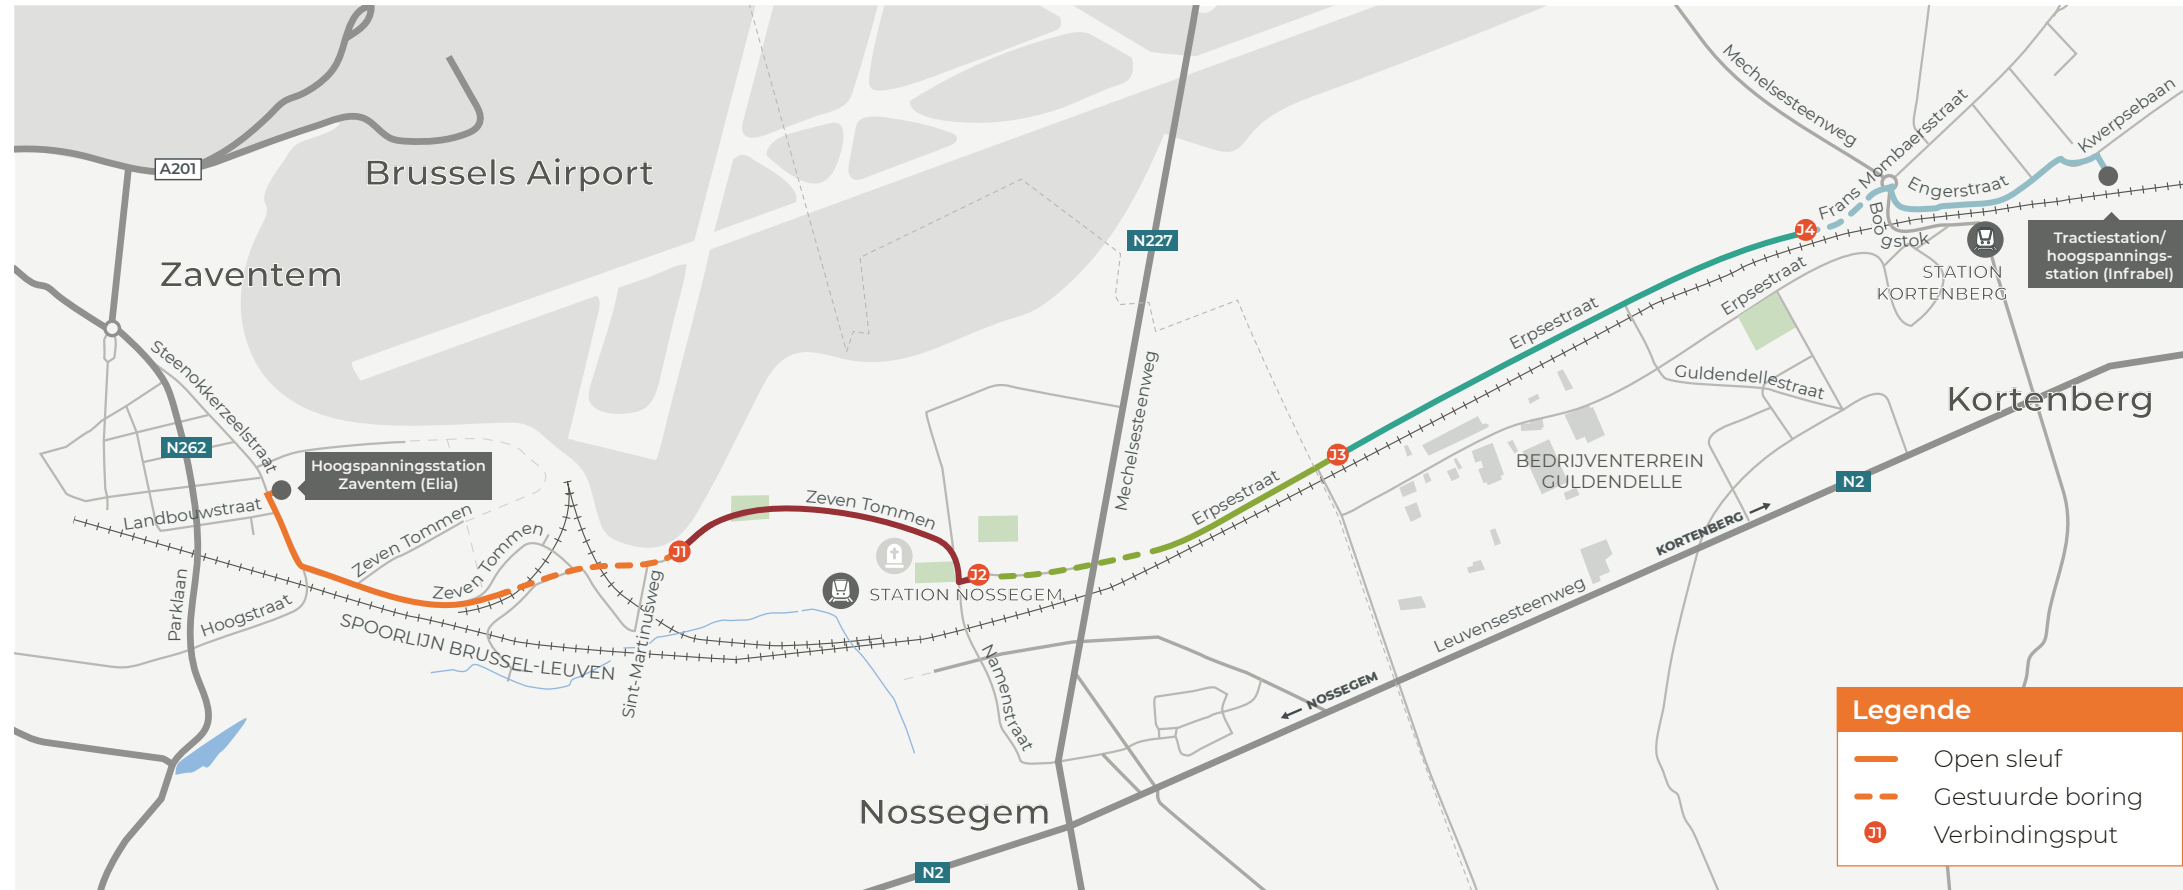 Mechelsesteenweg
Frans Mombaersstraat
Kwerpsebaan
A201
Brussels Airport
Engerstraat
J4
Boo
gstok
N227
Tractiestation/
hoogspannings-
station (Infrabel)
Zaventem
STATION
KORTENBERG
Erpsestraat
Erpsestraat
Steenokkerzeelstraat
Mechelsesteenweg
Guldendellestraat
Kortenberg
N262
Hoogspanningsstation
Zaventem (Elia)
J3
BEDRIJVENTERREIN
GULDENDELLE
N2
Landbouwstraat
Zeven Tommen
Zeven Tommen
Zeven Tommen
Erpsestraat
KORTENBERG
J1
J2
STATION NOSSEGEM
Parklaan
Hoogstraat
SPOORLIJN BRUSSEL-LEUVEN
Sint-Martinusweg
Leuvensesteenweg
Namenstraat
NOSSEGEM
Nossegem
N2
Legende
Open sleuf
Gestuurde boring
J1
Verbindingsput